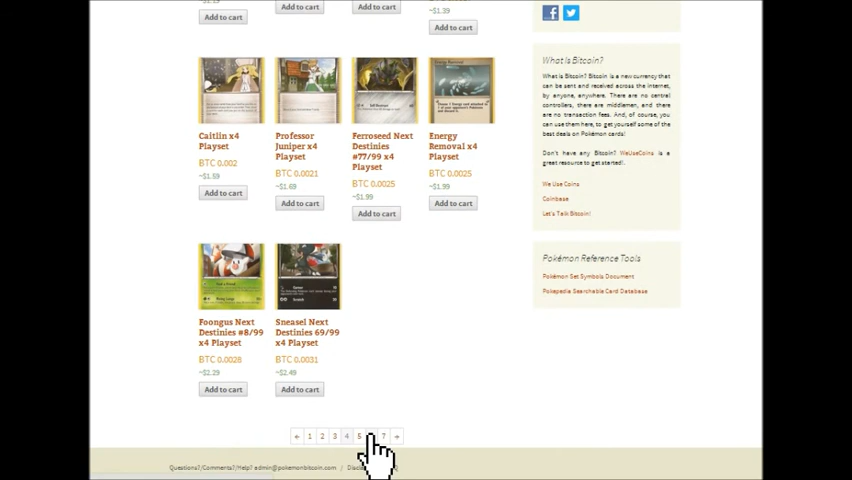 Add to cart
Add to cart
Add to cart
~$1.39
Add to cart
Caitlin x4
Playset
BTC 0.002
~$1.59
Add to cart
Professor
Juniper x4
Playset
BTC 0.0021
~$1.69
Add to cart
Ferroseed Next
Destinies
#77/99 x4
Playset
BTC 0.0025
~$1.99
Add to cart
Energy Removal
Energy
Removal x4
Playset
BTC 0.0025
~$1.99
Add to cart
Foongus Next
Destinies #8/99
x4 Playset
BTC 0.0028
~$2.29
Add to cart
Sneasel Next
Destinies 69/99
x4 Playset
BTC 0.0031
~$2.49
Add to cart
← 1 2 3 4 5 7 →
What is Bitcoin?
What is Bitcoin? Bitcoin is a new currency that
can be sent and received across the internet,
by anyone, anywhere. There are no central
controllers, there are middlemen, and there
are no transaction fees. And, of course, you
can use them here, to get yourself some of the
best deals on Pokémon cards!
Don't have any Bitcoin? WeUseCoins is a
great resource to get started!.
We Use Coins
Coinbase
Let's Talk Bitcoin!
Pokémon Reference Tools
Pokémon Set Symbols Document
Pokepedia Searchable Card Database
Questions?/Comments?/Help? admin@pokemonbitcoin.com /